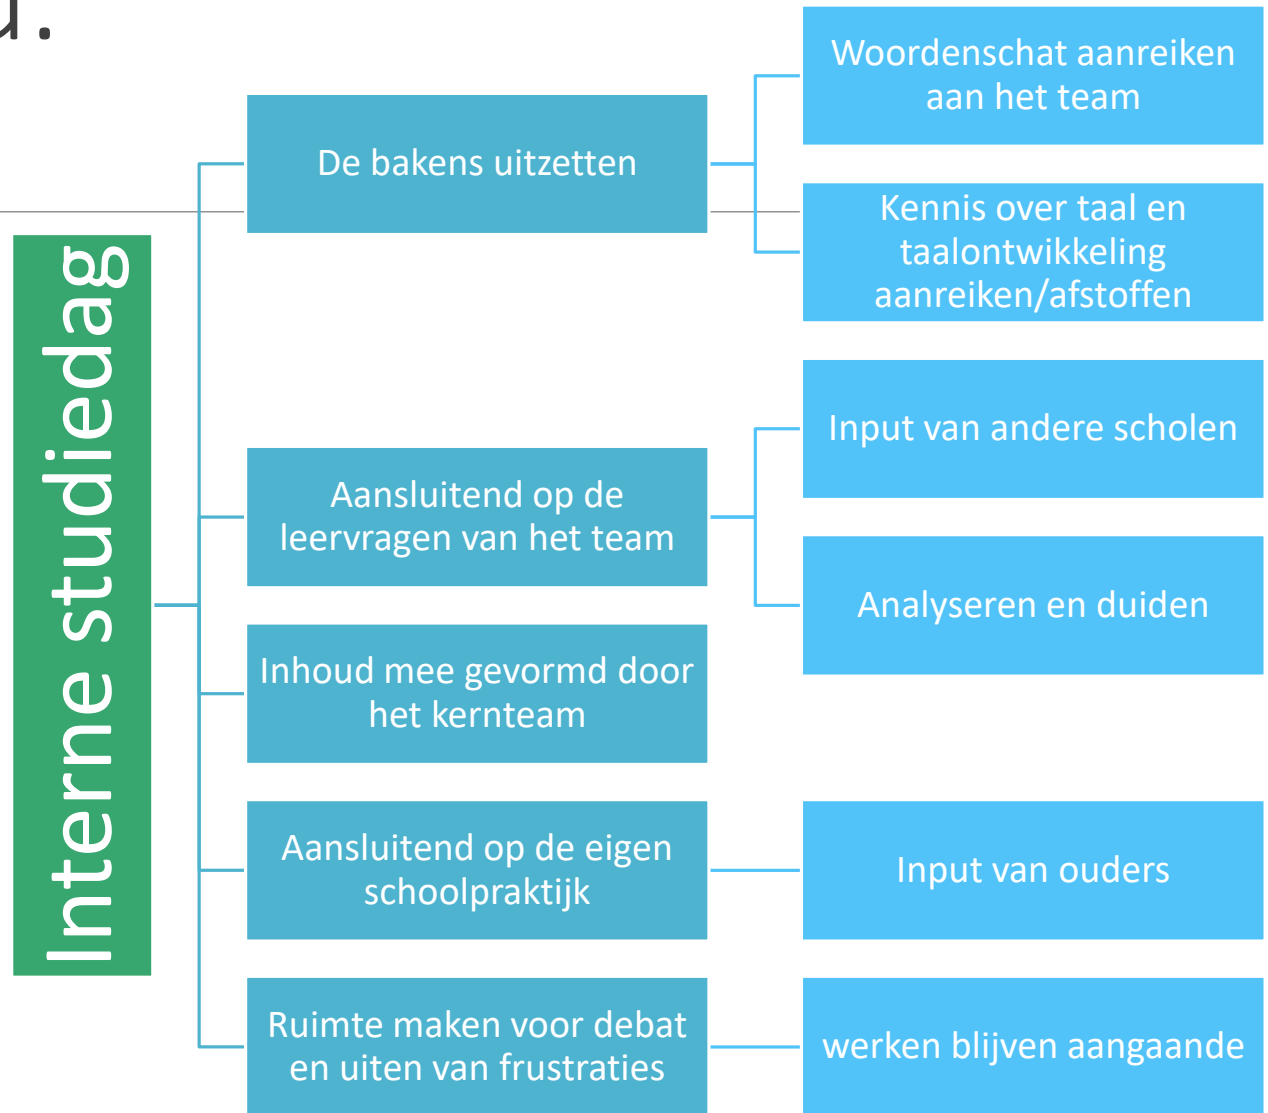 u.
Interne studiedag
De bakens uitzetten
Woordenschat aanreiken
aan het team
Kennis over taal en
taalontwikkeling
aanreiken/afstoffen
Aansluitend op de
leervragen van het team
Input van andere scholen
Analyseren en duiden
Inhoud mee gevormd door
het kernteam
Aansluitend op de eigen
schoolpraktijk
Input van ouders
Ruimte maken voor debat
en uiten van frustraties
werken blijven aangaande